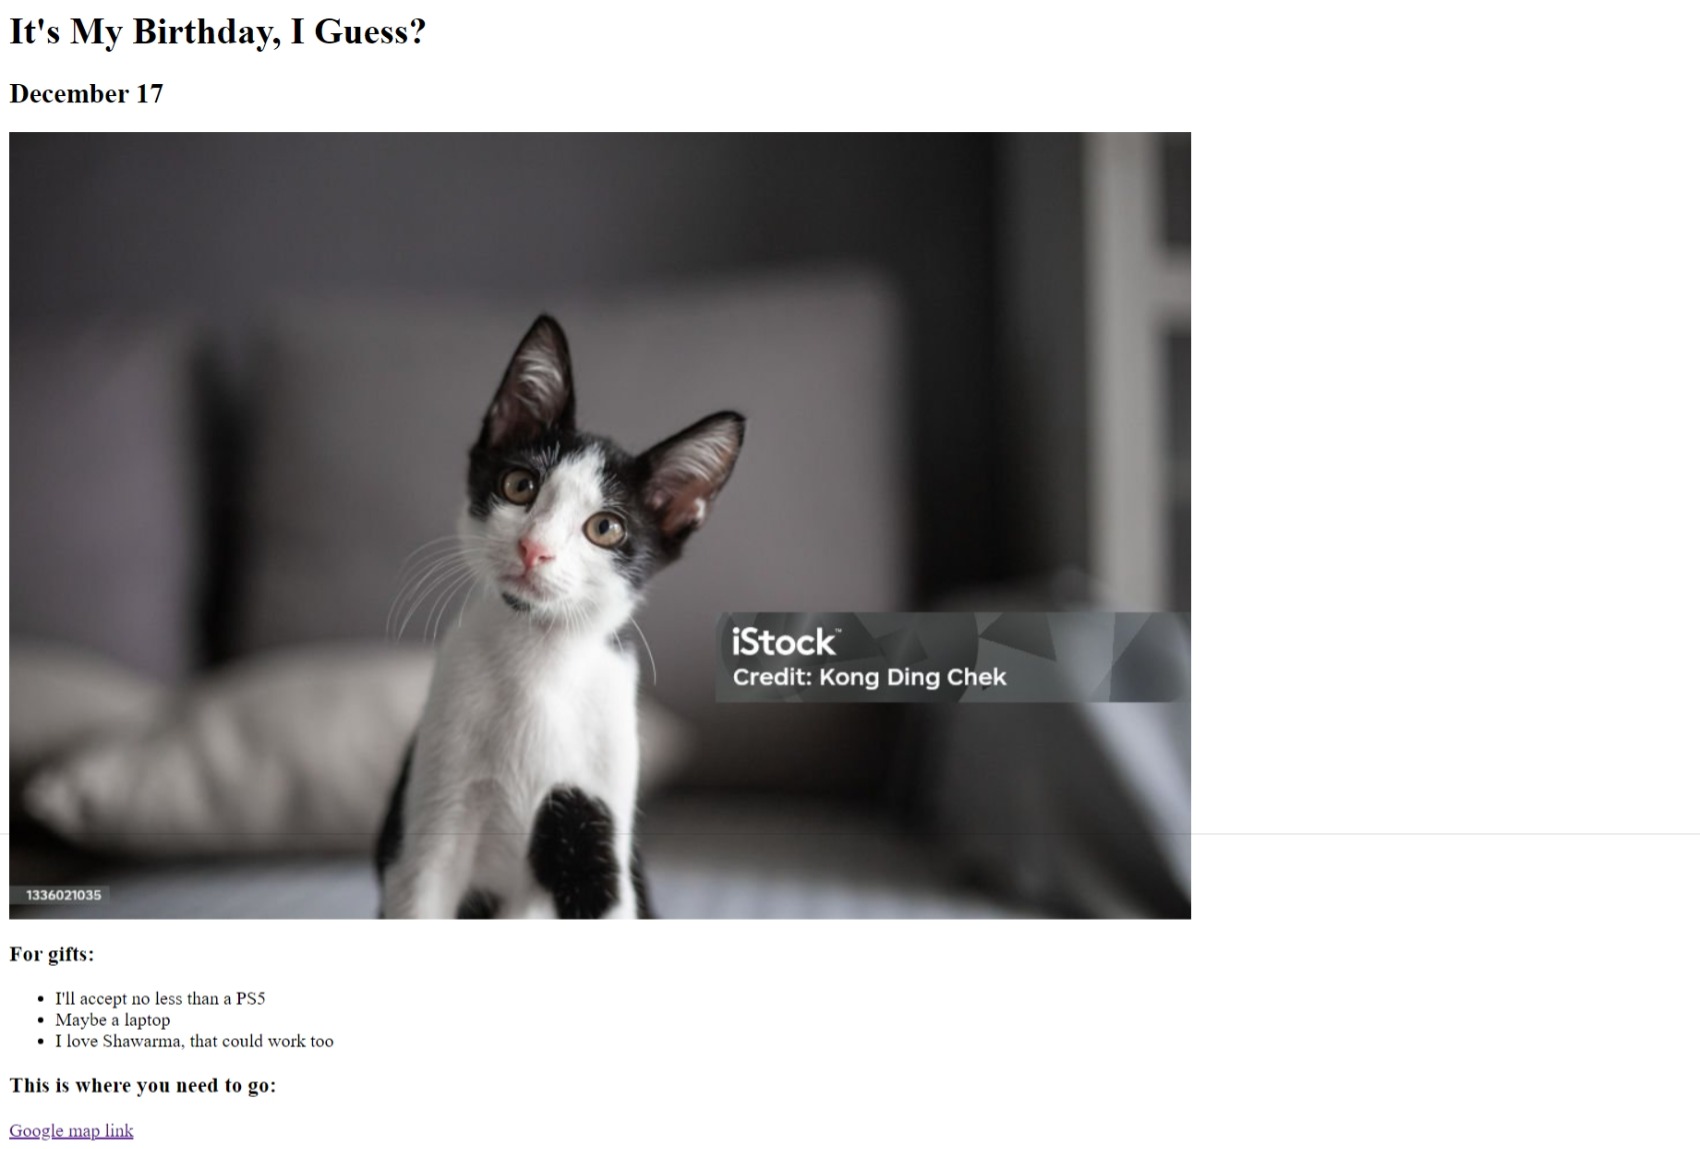 It's My Birthday, I Guess?
December 17
iStock™
Credit: Kong Ding Chek
1336021035
For gifts:
I'll accept no less than a PS5
Maybe a laptop
I love Shawarma, that could work too
This is where you need to go:
Google map link